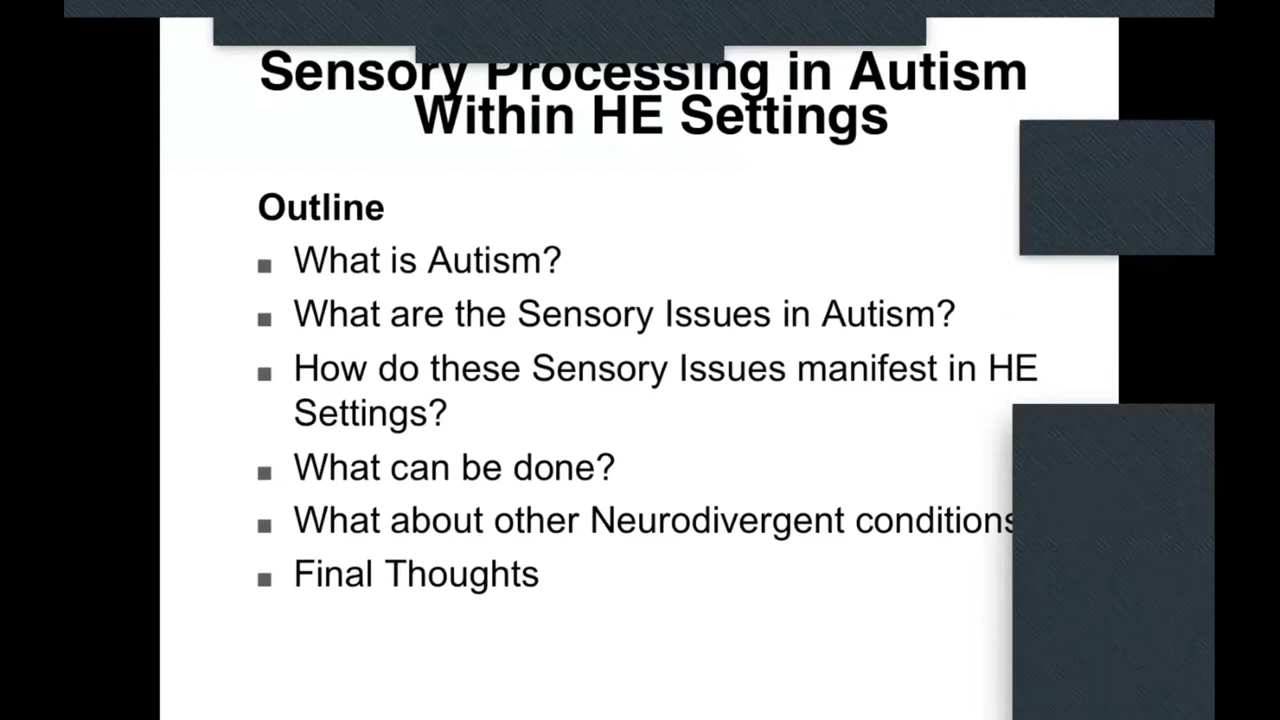 Sensory Processing in Autism
Within HE Settings
Outline
What is Autism?
What are the Sensory Issues in Autism?
How do these Sensory Issues manifest in HE
Settings?
What can be done?
What about other Neurodivergent conditions
Final Thoughts